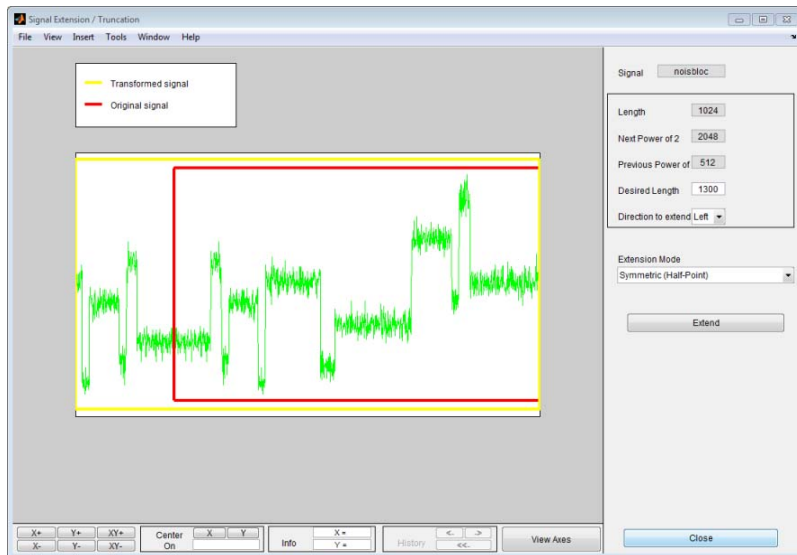 Signal Extension / Truncation
File View Insert Tools Window Help
Transformed signal
Original signal
Signal noisbloc
Length 1024
Next Power of 2 2048
Previous Power of 512
Desired Length 1300
Direction to extend Left
Extension Mode
Symmetric (Half-Point)
Extend
X+ Y+ XY+
X- Y- XY-
Center On X Y
Info X = Y =
History <- -> <<-
View Axes
Close